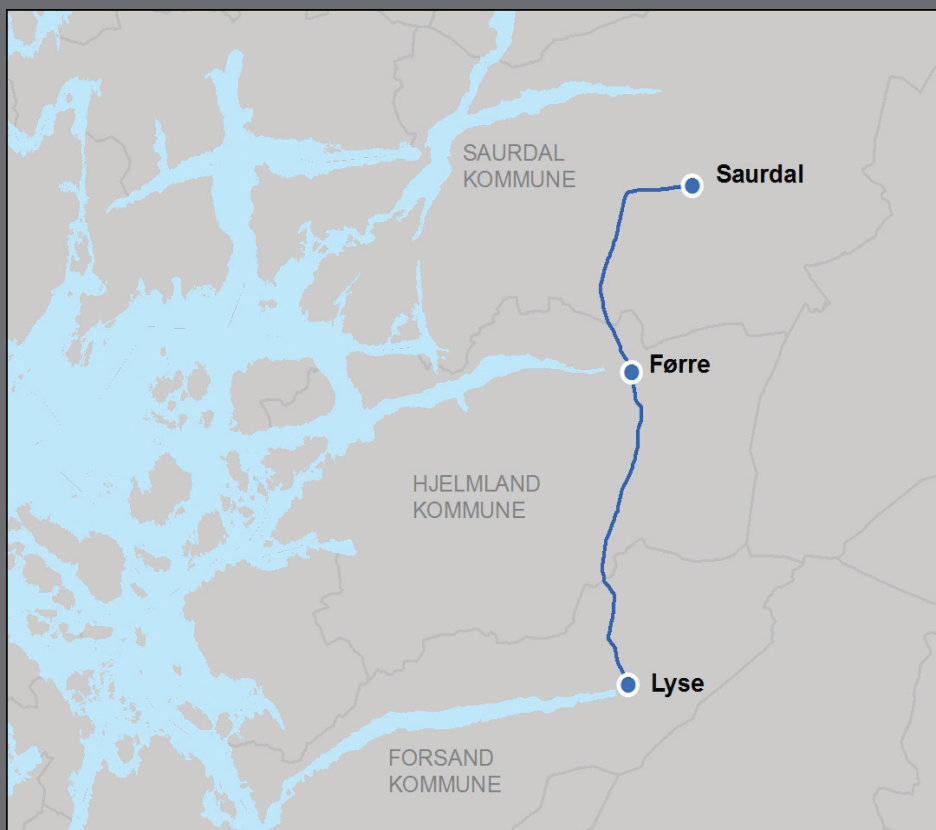 SAURDAL
KOMMUNE
Saurdal
Førre
HJELMLAND
KOMMUNE
Lyse
FORSAND
KOMMUNE